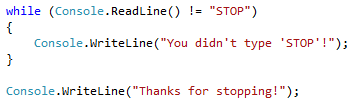 while (Console.ReadLine() != "STOP")
{
    Console.WriteLine("You didn't type 'STOP'!");
}
Console.WriteLine("Thanks for stopping!");